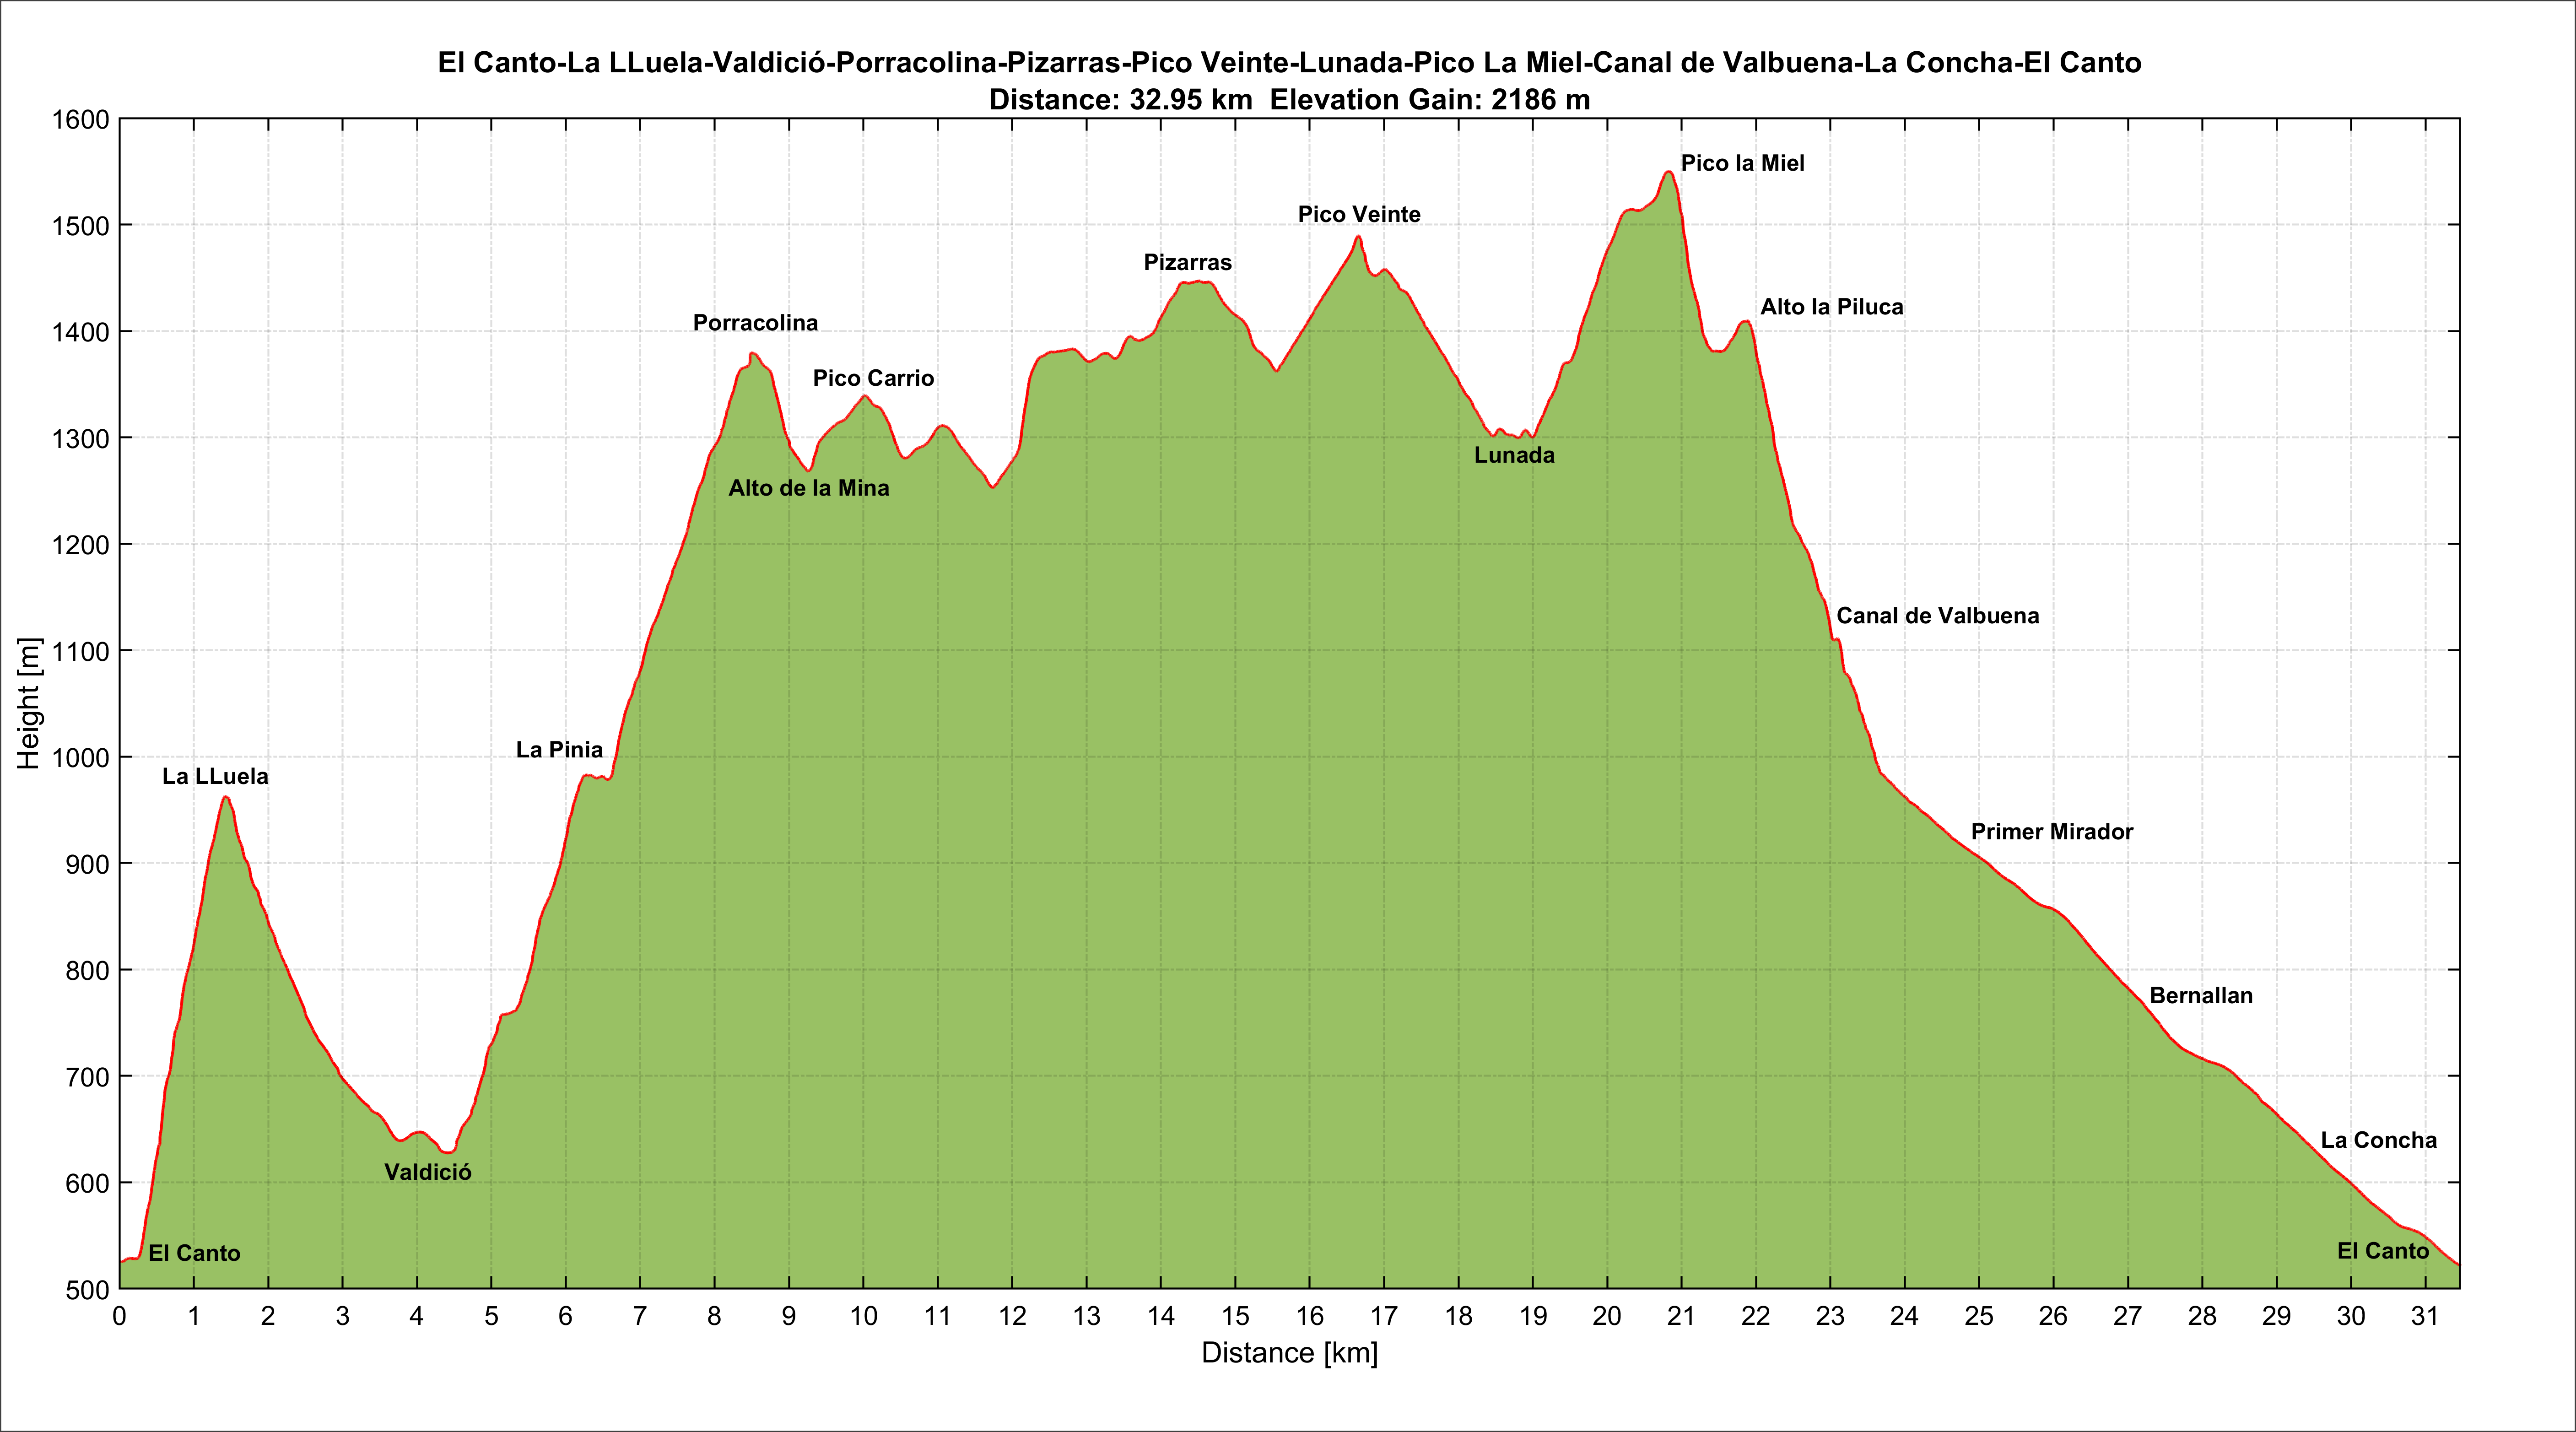 El Canto-La LLuela-Valdició-Porracolina-Pizarras-Pico Veinte-Lunada-Pico La Miel-Canal de Valbuena-La Concha-El Canto
Distance: 32.95 km  Elevation Gain: 2186 m
1600
Pico la Miel
1500
Pico Veinte
Pizarras
Alto la Piluca
Porracolina
1400
Pico Carrio
1300
Lunada
Alto de la Mina
1200
Canal de Valbuena
1100
Height [m]
1000
La Pinia
La LLuela
900
Primer Mirador
800
Bernallan
700
La Concha
600
Valdició
El Canto
El Canto
500
0 1 2 3 4 5 6 7 8 9 10 11 12 13 14 15 16 17 18 19 20 21 22 23 24 25 26 27 28 29 30 31
Distance [km]